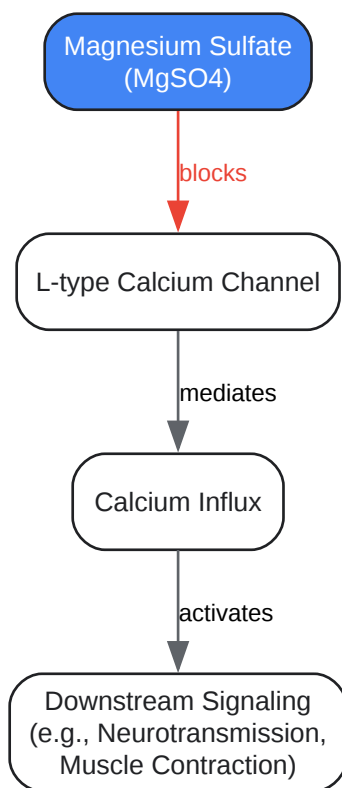 Magnesium Sulfate
(MgSO4)
blocks
L-type Calcium Channel
mediates
Calcium Influx
activates
Downstream Signaling
(e.g., Neurotransmission,
Muscle Contraction)